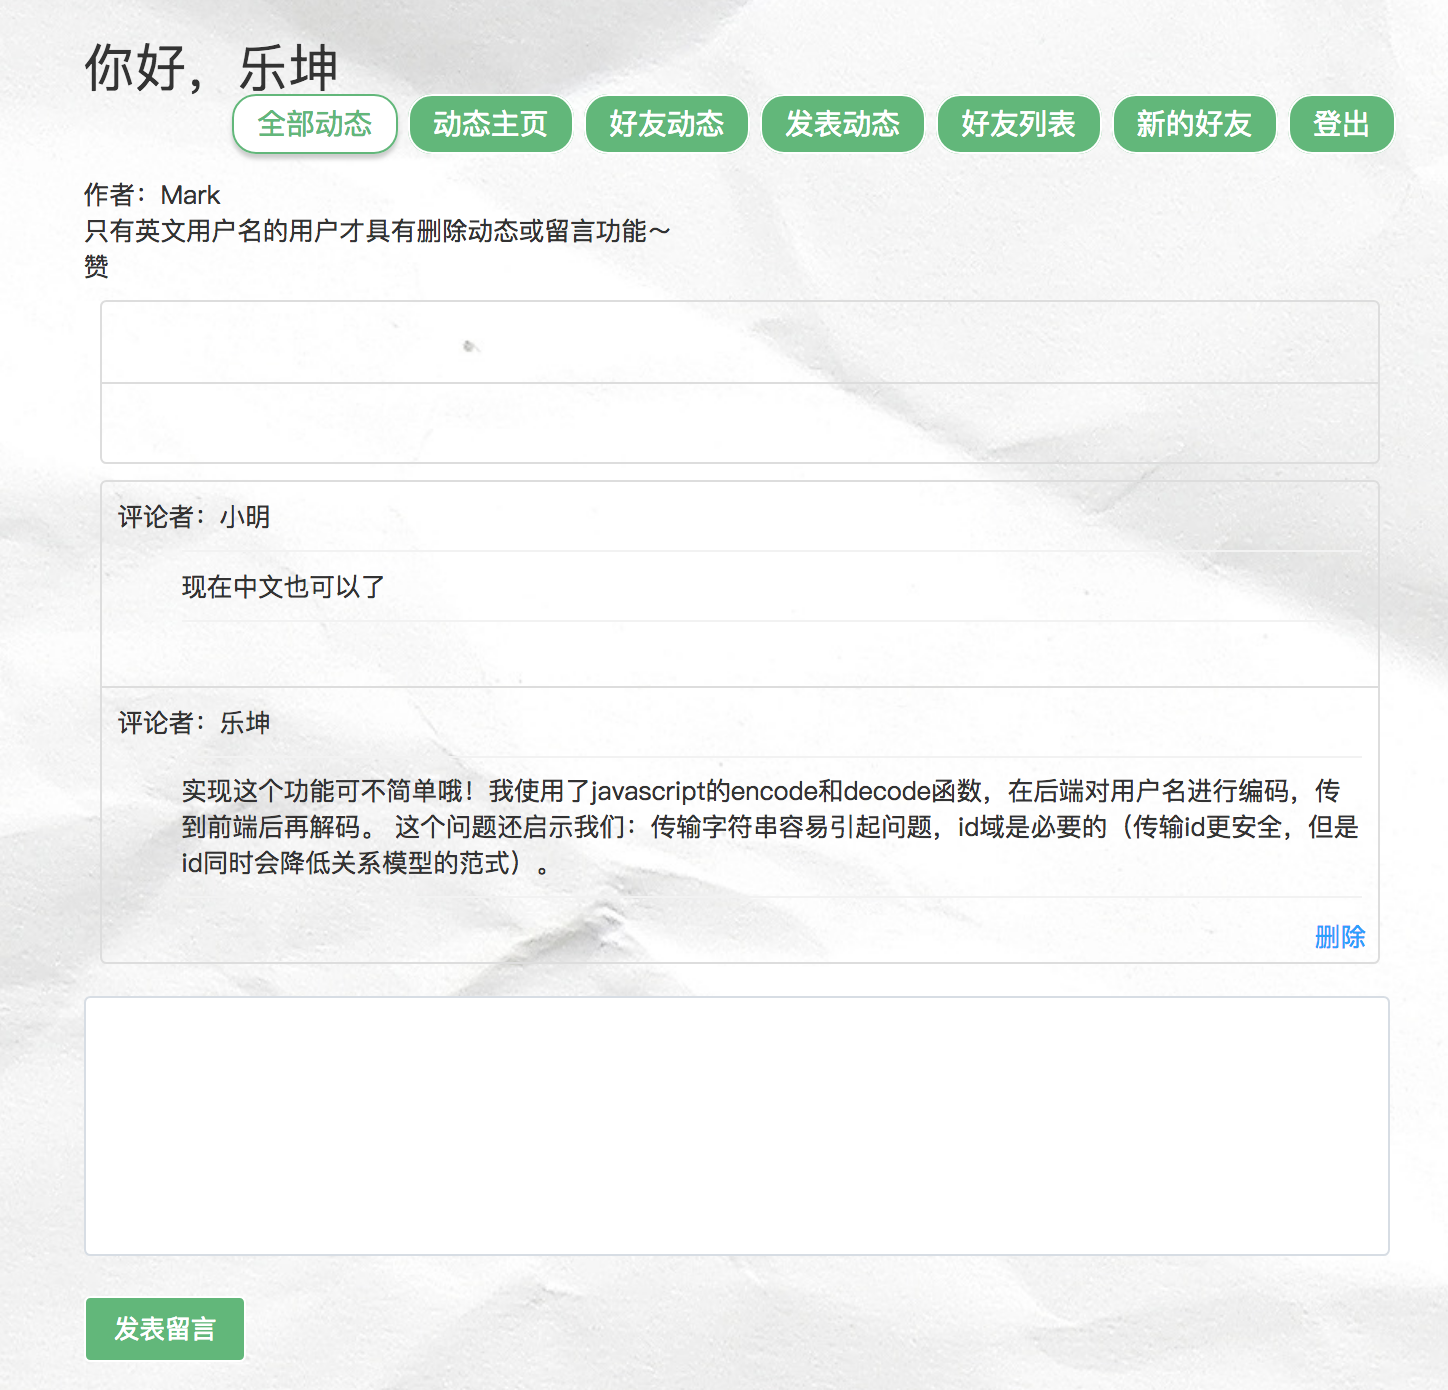 你好，乐坤
全部动态 动态主页 好友动态 发表动态 好友列表 新的好友 登出
作者：Mark
只有英文用户名的用户才具有删除动态或留言功能～
赞
评论者：小明
现在中文也可以了
评论者：乐坤
实现这个功能可不简单哦！我使用了javascript的encode和decode函数，在后端对用户名进行编码，传
到前端后再解码。 这个问题还启示我们：传输字符串容易引起问题，id域是必要的（传输id更安全，但是
id同时会降低关系模型的范式）。
删除
发表留言